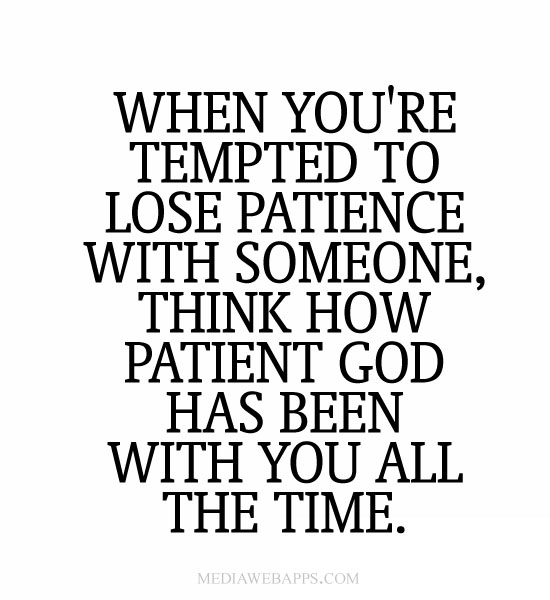 WHEN YOU'RE
TEMPTED TO
LOSE PATIENCE
WITH SOMEONE,
THINK HOW
PATIENT GOD
HAS BEEN
WITH YOU ALL
THE TIME.
MEDIAWEBAPPS.COM